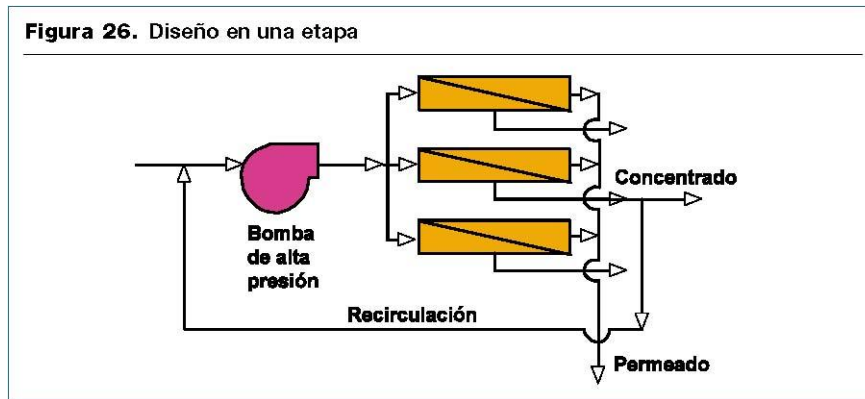 Figura 26. Diseño en una etapa
Concentrado
Bomba
de alta
presión
Recirculación
Permeado